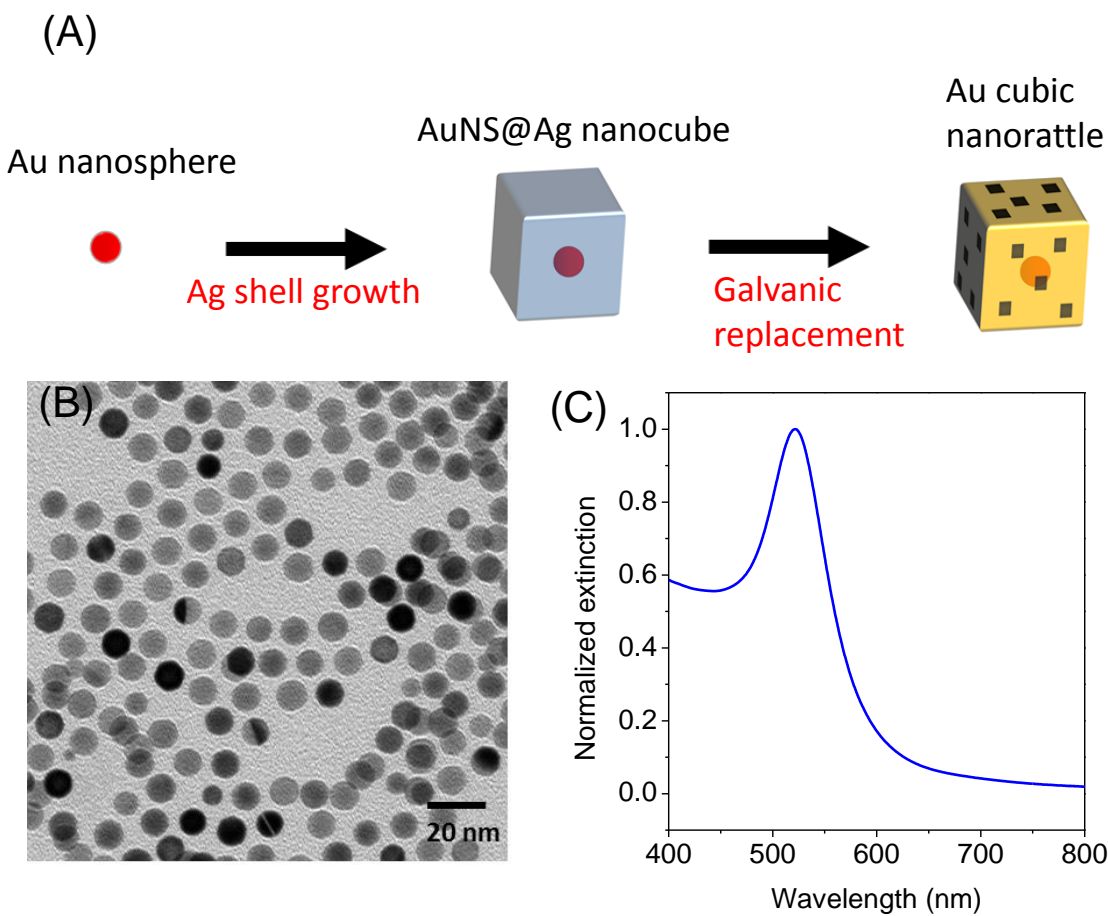 (A)
Au nanosphere
Ag shell growth
AuNS@Ag nanocube
Galvanic
replacement
Au cubic
nanorattle
(B)
20 nm
(C)
Normalized extinction
1.0
0.8
0.6
0.4
0.2
0.0
400
500
600
700
800
Wavelength (nm)